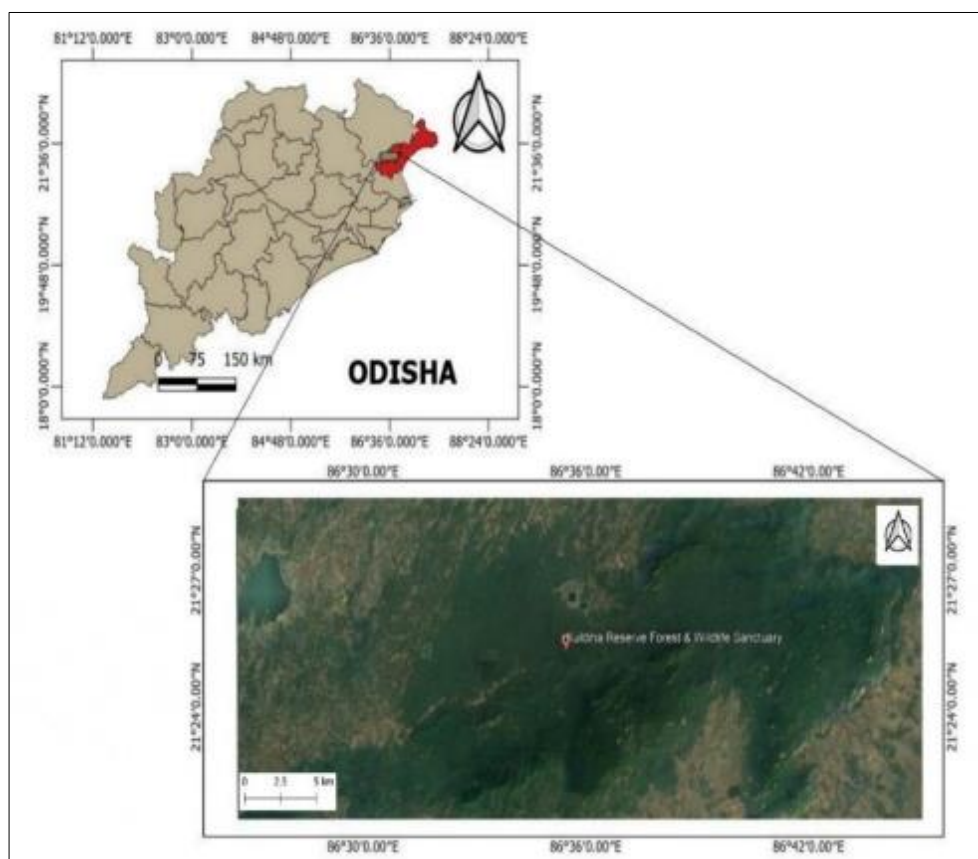 81°12'0.000"E 83°0'0.000"E 84°48'0.000"E 86°36'0.000"E 88°24'0.000"E
21°36'0.000"N
21°36'0.000"N
19°48'0.000"N
19°48'0.000"N
18°0'0.000"N
18°0'0.000"N
0 75 150 km
ODISHA
81°12'0.000"E 83°0'0.000"E 84°48'0.000"E 86°36'0.000"E 88°24'0.000"E
86°30'0.00"E 86°36'0.00"E 86°42'0.00"E
21°27'0.00"N
21°27'0.00"N
Kuldiha Reserve Forest & Wildlife Sanctuary
21°24'0.00"N
21°24'0.00"N
0 2.5 5 km
86°30'0.00"E 86°36'0.00"E 86°42'0.00"E